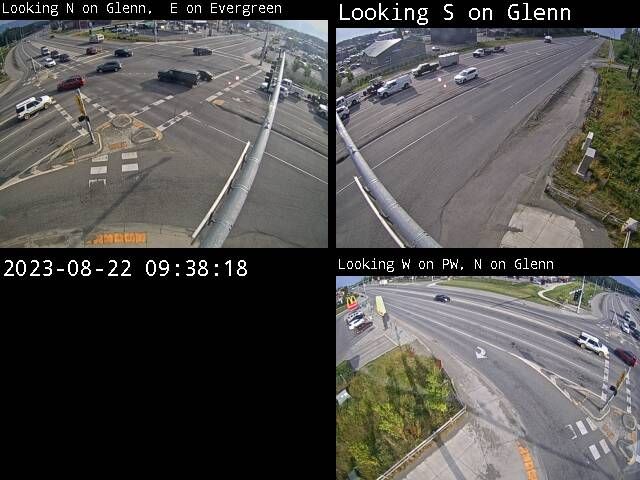 Looking N on Glenn,  E on Evergreen
Looking S on Glenn
2023-08-22 09:38:18
Looking W on PW, N on Glenn